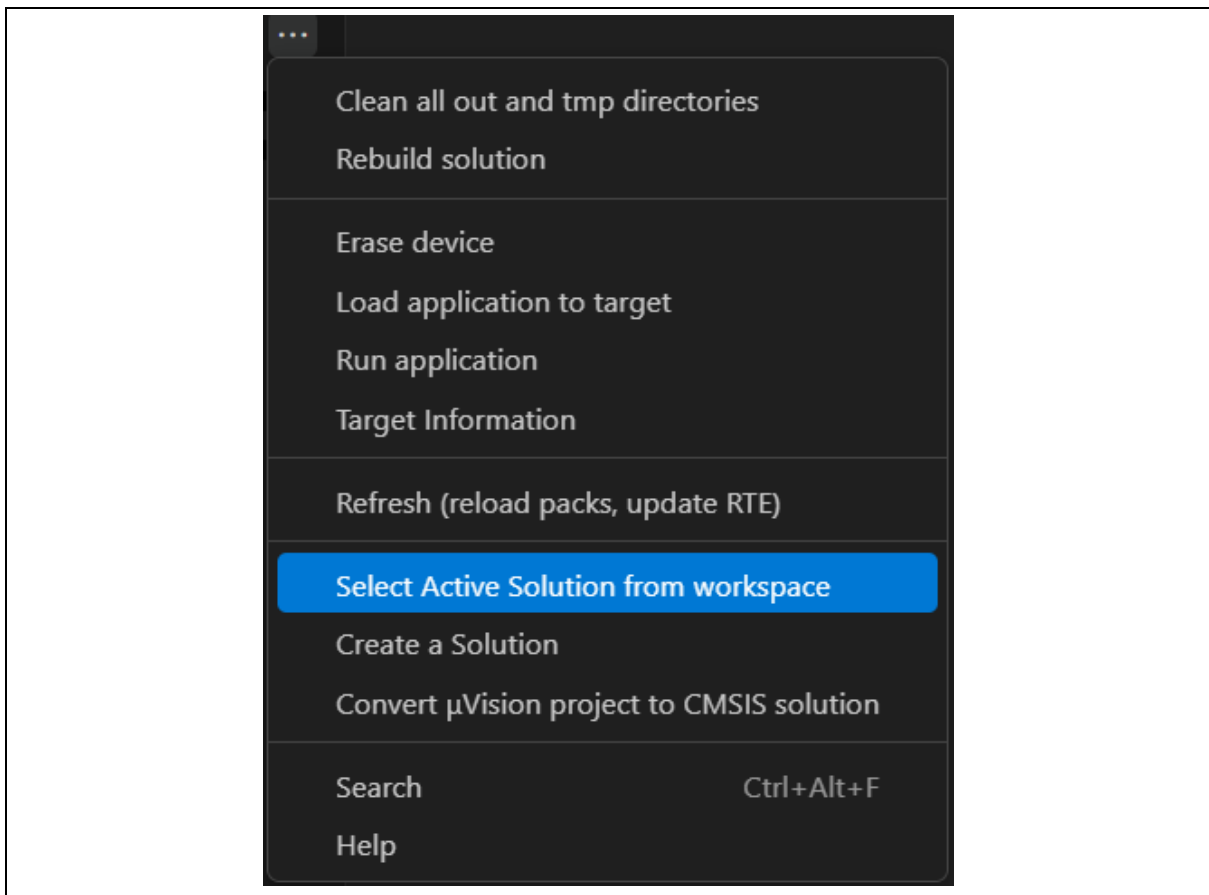 ...
Clean all out and tmp directories
Rebuild solution
Erase device
Load application to target
Run application
Target Information
Refresh (reload packs, update RTE)
Select Active Solution from workspace
Create a Solution
Convert µVision project to CMSIS solution
Search Ctrl+Alt+F
Help